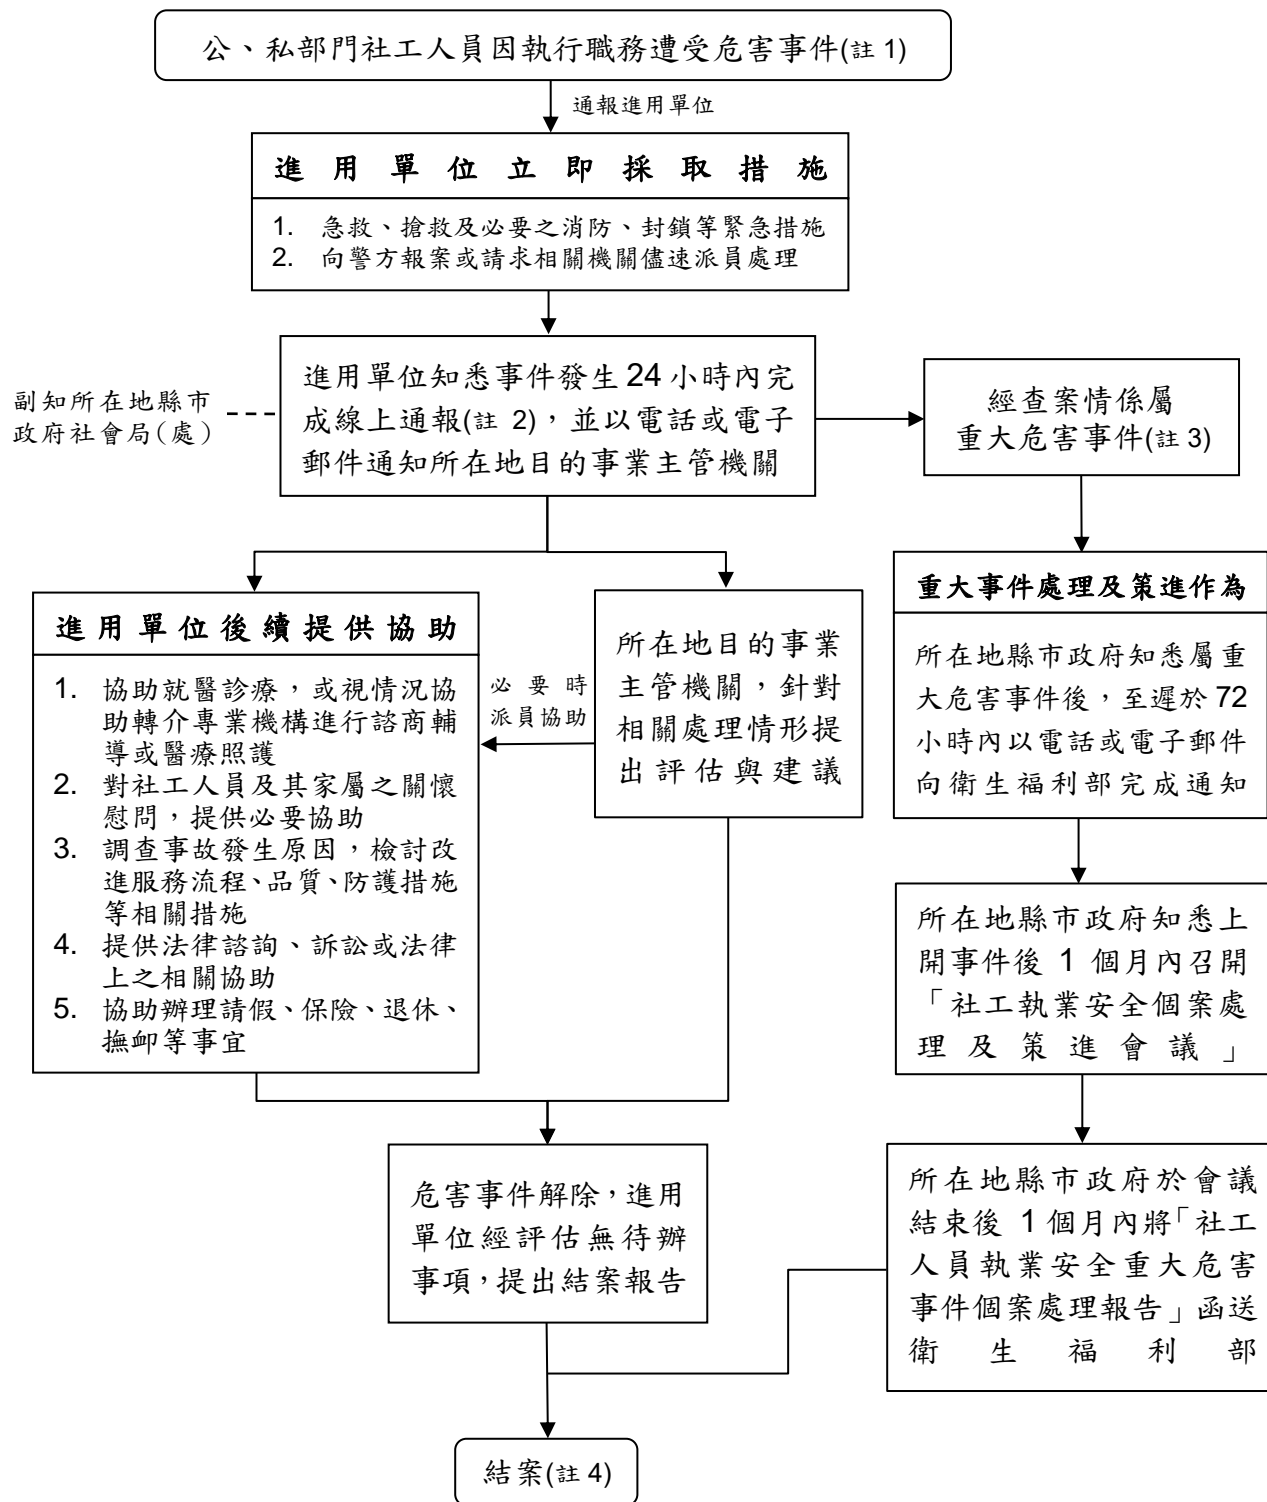 公、私部門社工人員因執行職務遭受危害事件(註 1)
通報進用單位
進用單位立即採取措施
1. 急救、搶救及必要之消防、封鎖等緊急措施
2. 向警方報案或請求相關機關儘速派員處理
副知所在地縣市
政府社會局(處)
進用單位知悉事件發生 24 小時內完
成線上通報(註 2)，並以電話或電子
郵件通知所在地目的事業主管機關
經查案情係屬
重大危害事件(註 3)
進用單位後續提供協助
1. 協助就醫診療，或視情況協
助轉介專業機構進行諮商輔
導或醫療照護
2. 對社工人員及其家屬之關懷
慰問，提供必要協助
3. 調查事故發生原因，檢討改
進服務流程、品質、防護措施
等相關措施
4. 提供法律諮詢、訴訟或法律
上之相關協助
5. 協助辦理請假、保險、退休、
撫卹等事宜
必要時
派員協助
所在地目的事業
主管機關，針對
相關處理情形提
出評估與建議
重大事件處理及策進作為
所在地縣市政府知悉屬重
大危害事件後，至遲於 72
小時內以電話或電子郵件
向衛生福利部完成通知
所在地縣市政府知悉上
開事件後 1 個月內召開
「社工執業安全個案處
理及策進會議」
危害事件解除，進用
單位經評估無待辦
事項，提出結案報告
所在地縣市政府於會議
結束後 1 個月內將「社工
人員執業安全重大危害
事件個案處理報告」函送
衛生福利部
結案(註 4)